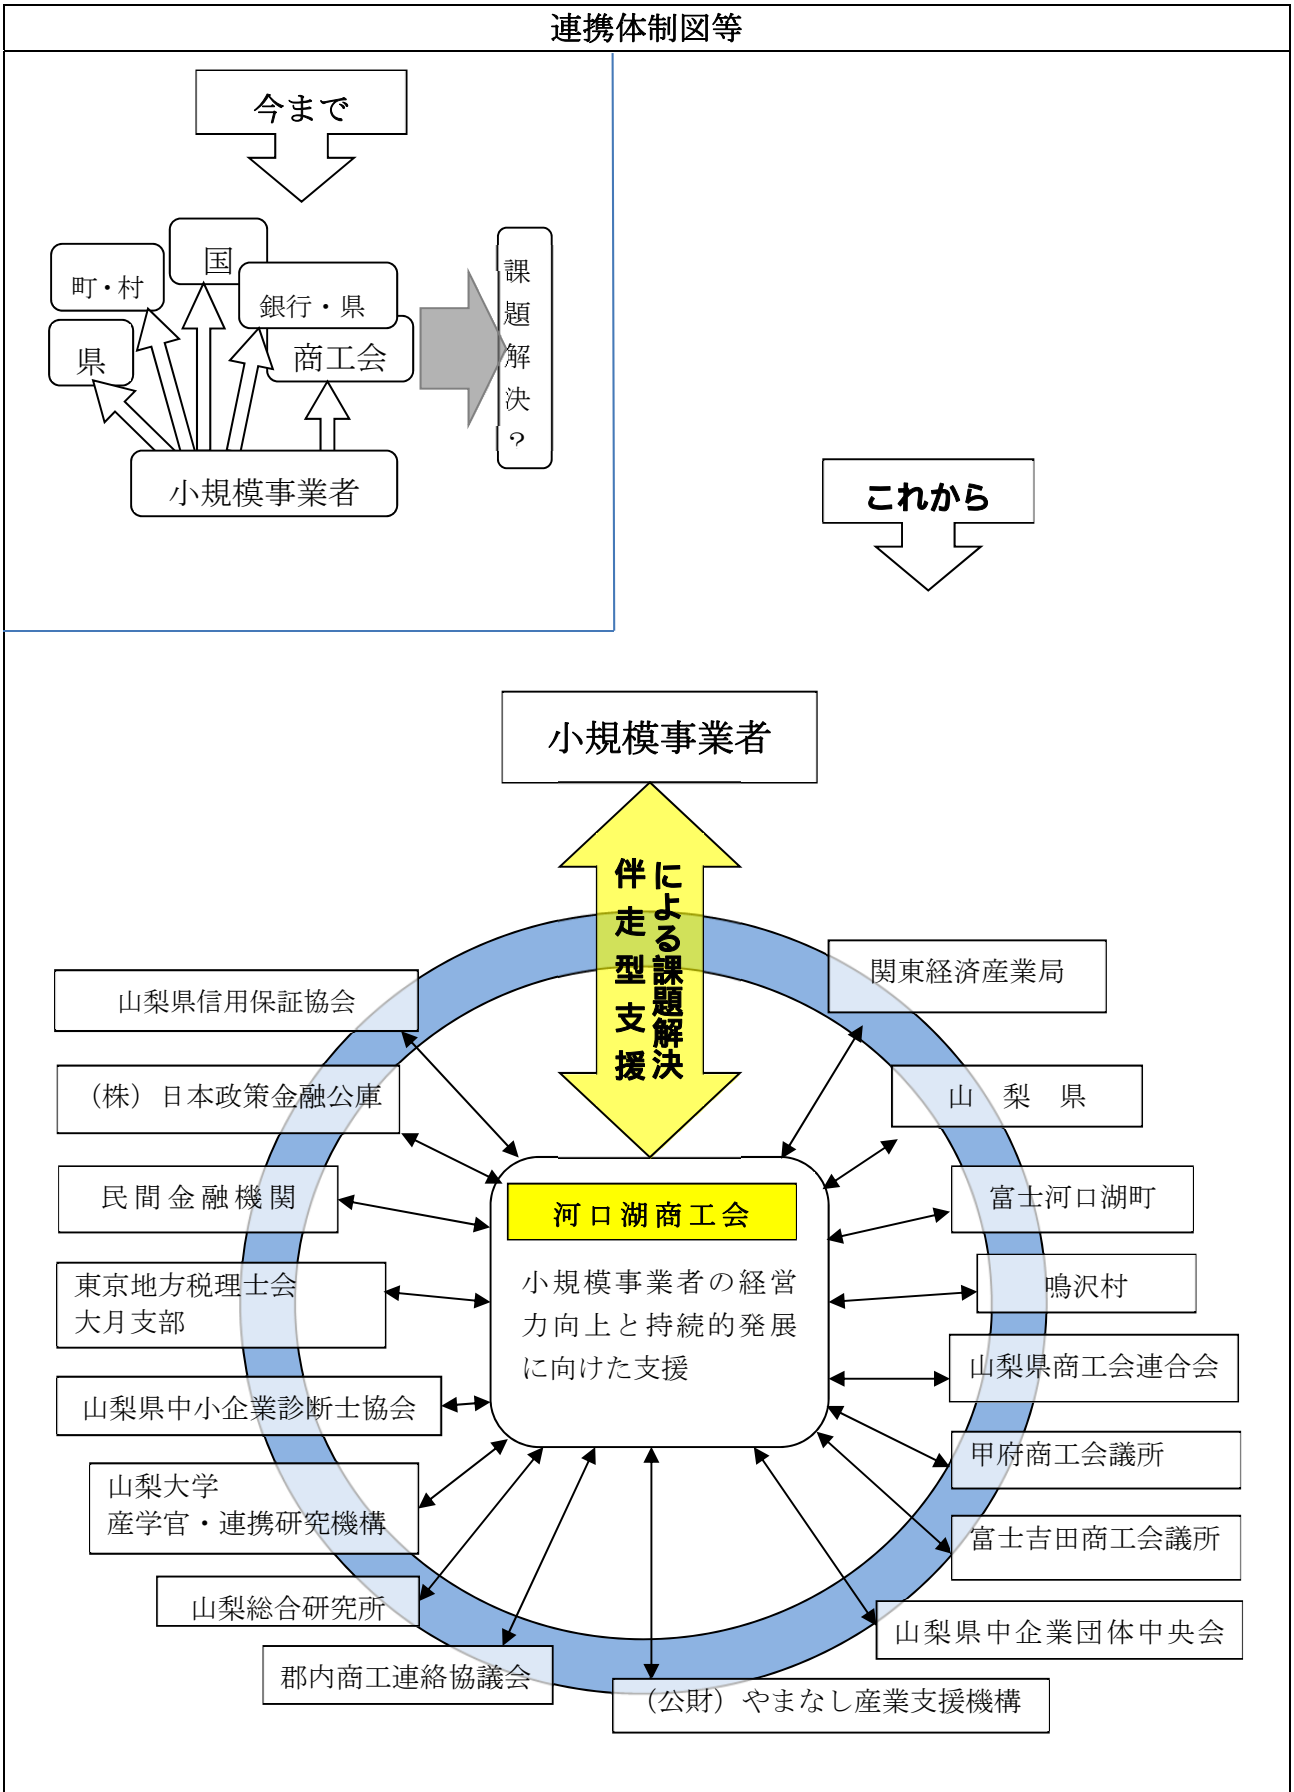 連携体制図等
今まで
国
町・村
銀行・県
県
商工会
小規模事業者
課題解決？
これから
小規模事業者
伴走型支援
による課題解決
関東経済産業局
山梨県信用保証協会
（株）日本政策金融公庫
山　梨　県
民間金融機関
富士河口湖町
河口湖商工会
小規模事業者の経営
力向上と持続的発展
に向けた支援
東京地方税理士会
大月支部
鳴沢村
山梨県商工会連合会
山梨県中小企業診断士協会
甲府商工会議所
山梨大学
産学官・連携研究機構
富士吉田商工会議所
山梨総合研究所
山梨県中企業団体中央会
郡内商工連絡協議会
（公財）やまなし産業支援機構